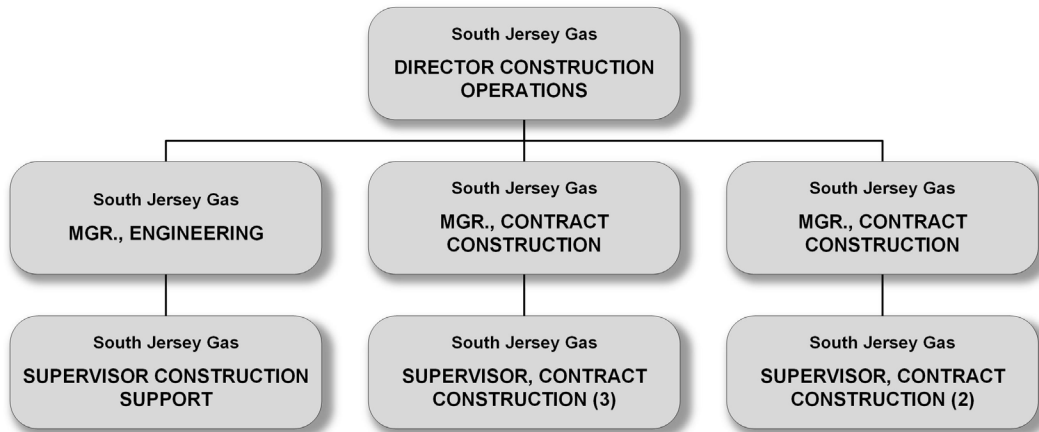 South Jersey Gas
DIRECTOR CONSTRUCTION
OPERATIONS
South Jersey Gas
MGR., ENGINEERING
South Jersey Gas
MGR., CONTRACT
CONSTRUCTION
South Jersey Gas
MGR., CONTRACT
CONSTRUCTION
South Jersey Gas
SUPERVISOR CONSTRUCTION
SUPPORT
South Jersey Gas
SUPERVISOR, CONTRACT
CONSTRUCTION (3)
South Jersey Gas
SUPERVISOR, CONTRACT
CONSTRUCTION (2)